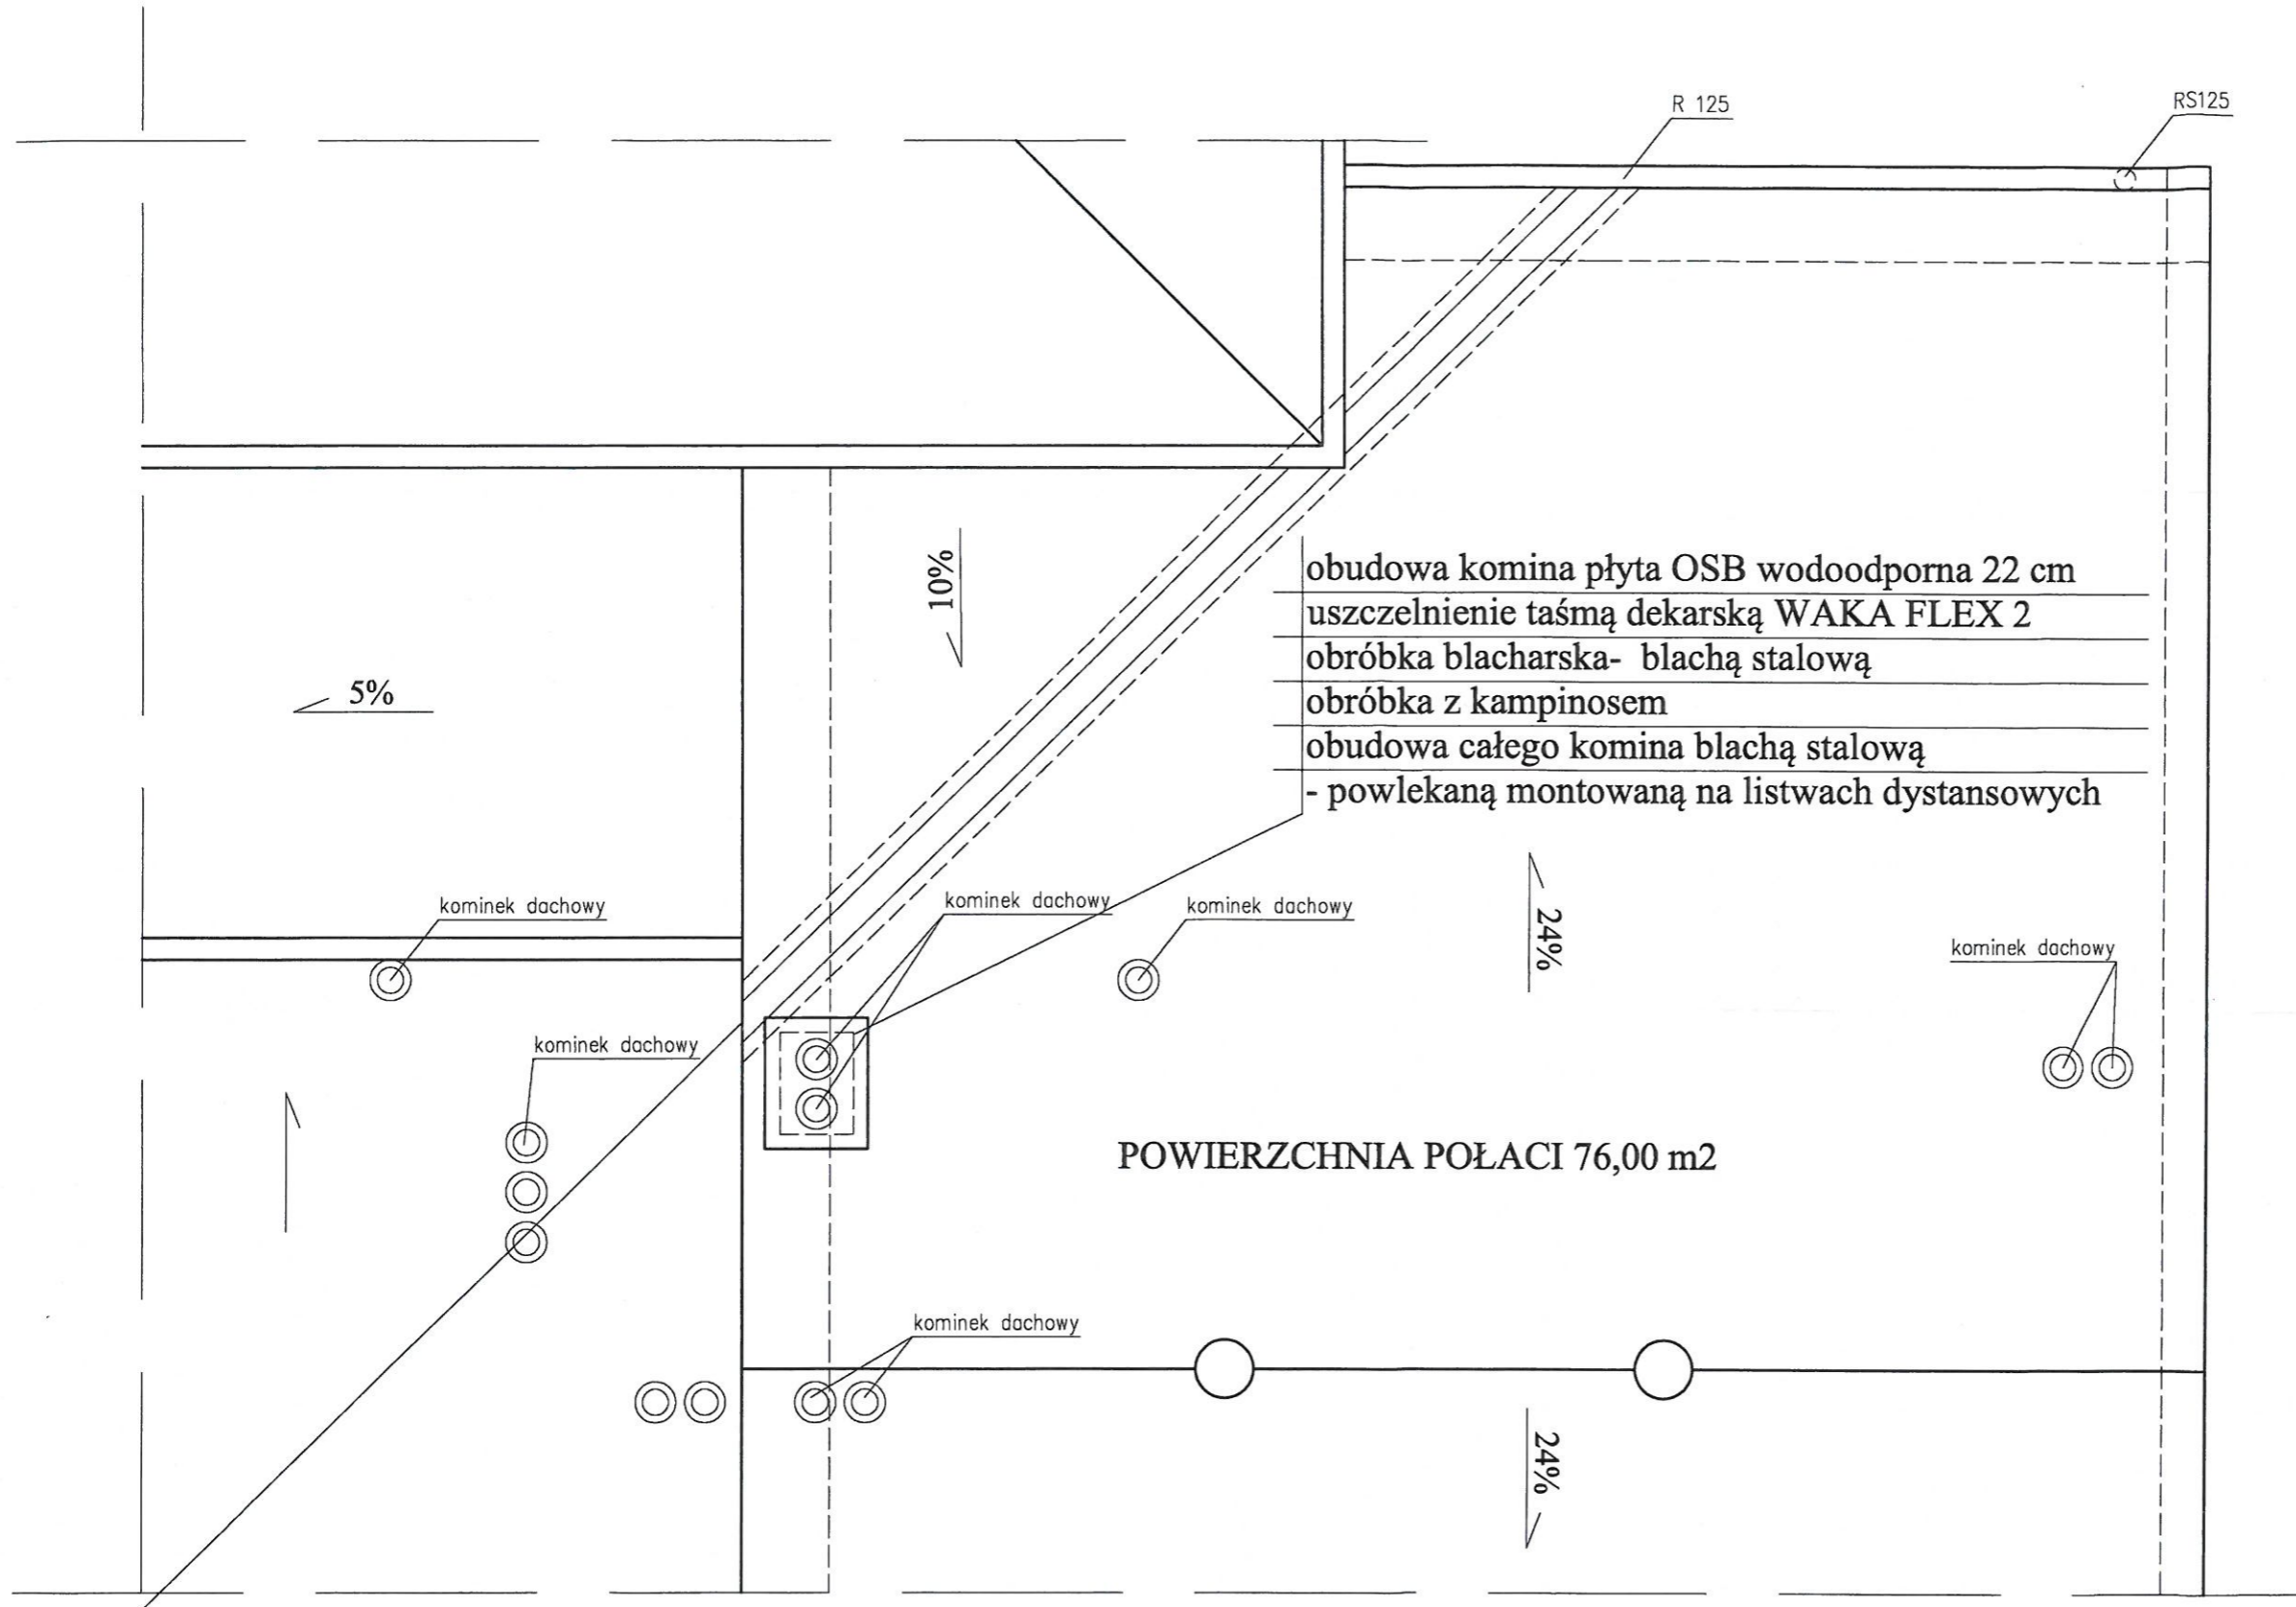 R 125
RS125
10%
obudowa komina płyta OSB wodoodporna 22 cm
uszczelnienie taśmą dekarską WAKA FLEX 2
obróbka blacharska- blachą stalową
5%
obróbka z kampinosem
obudowa całego komina blachą stalową
- powlekaną montowaną na listwach dystansowych
kominek dachowy
kominek dachowy
kominek dachowy
24%
kominek dachowy
kominek dachowy
POWIERZCHNIA POŁACI 76,00 m2
kominek dachowy
24%